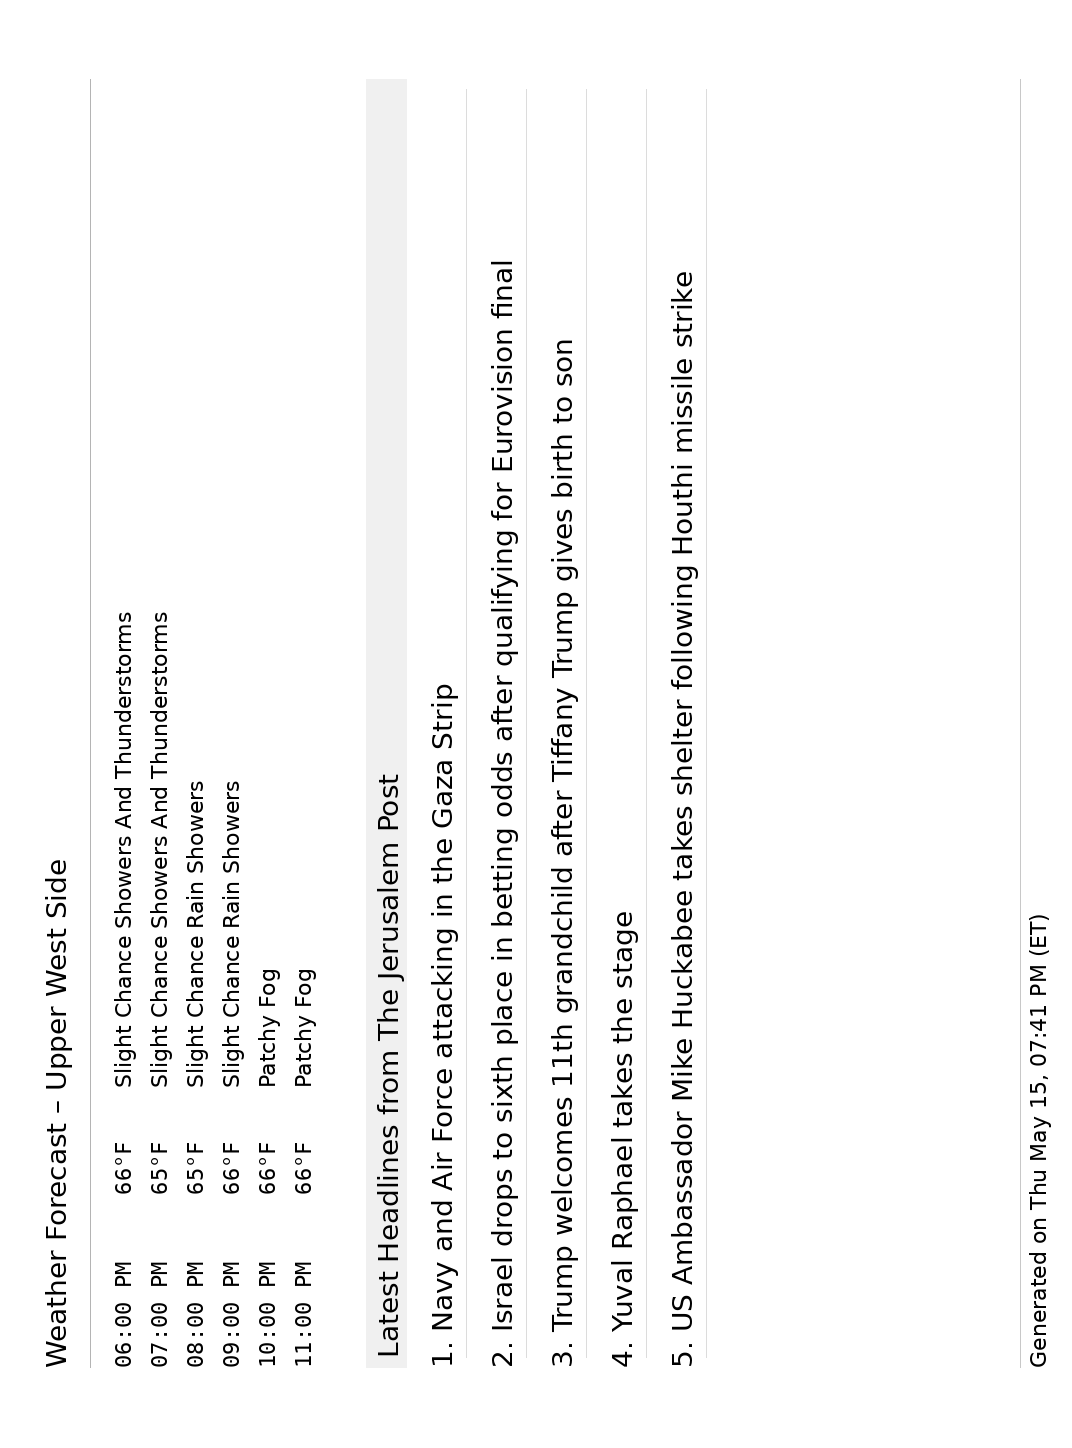 Weather Forecast – Upper West Side
06:00 PM 66°F Slight Chance Showers And Thunderstorms
07:00 PM 65°F Slight Chance Showers And Thunderstorms
08:00 PM 65°F Slight Chance Rain Showers
09:00 PM 66°F Slight Chance Rain Showers
10:00 PM 66°F Patchy Fog
11:00 PM 66°F Patchy Fog
Latest Headlines from The Jerusalem Post
1. Navy and Air Force attacking in the Gaza Strip
2. Israel drops to sixth place in betting odds after qualifying for Eurovision final
3. Trump welcomes 11th grandchild after Tiffany Trump gives birth to son
4. Yuval Raphael takes the stage
5. US Ambassador Mike Huckabee takes shelter following Houthi missile strike
Generated on Thu May 15, 07:41 PM (ET)